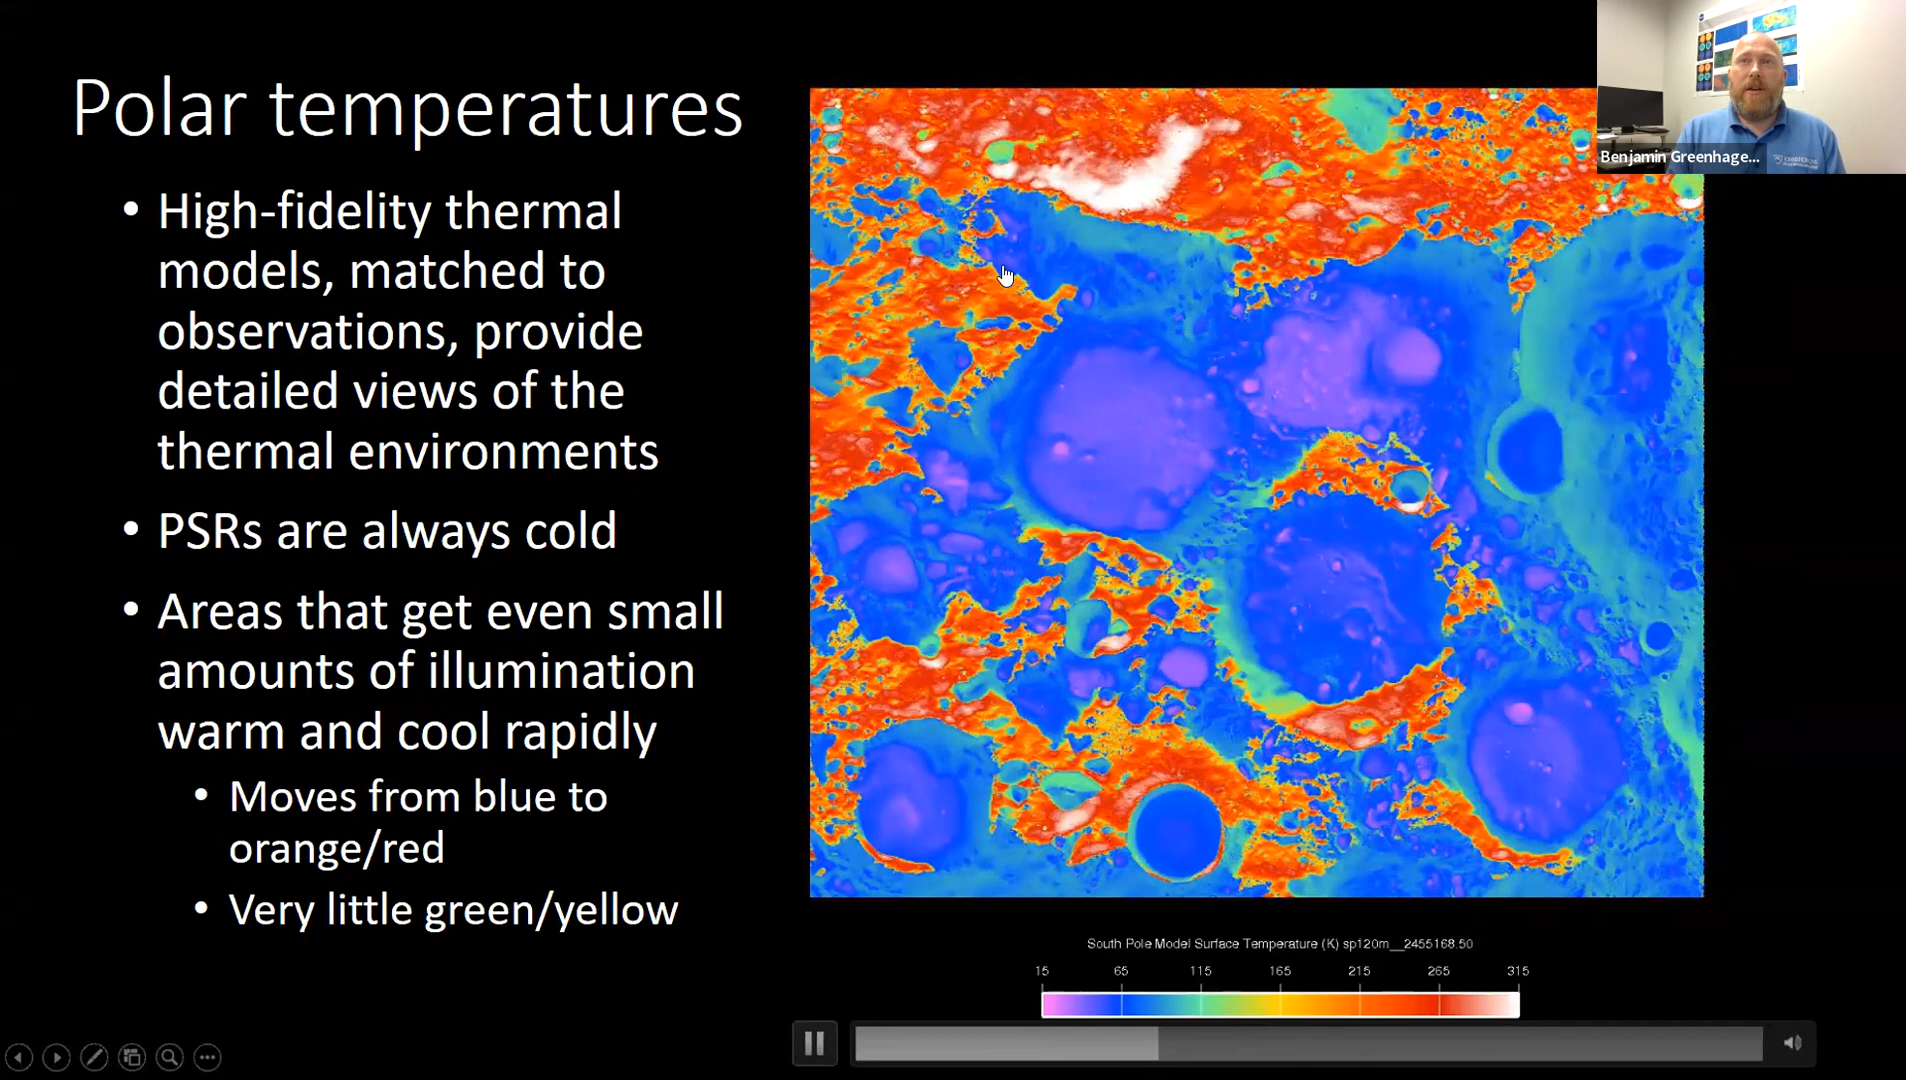 Polar temperatures
• High-fidelity thermal
models, matched to
observations, provide
detailed views of the
thermal environments
• PSRs are always cold
• Areas that get even small
amounts of illumination
warm and cool rapidly
• Moves from blue to
orange/red
• Very little green/yellow
Benjamin Greenhage...
South Pole Model Surface Temperature (K) sp120m__2455168.50
15 65 115 165 215 265 315